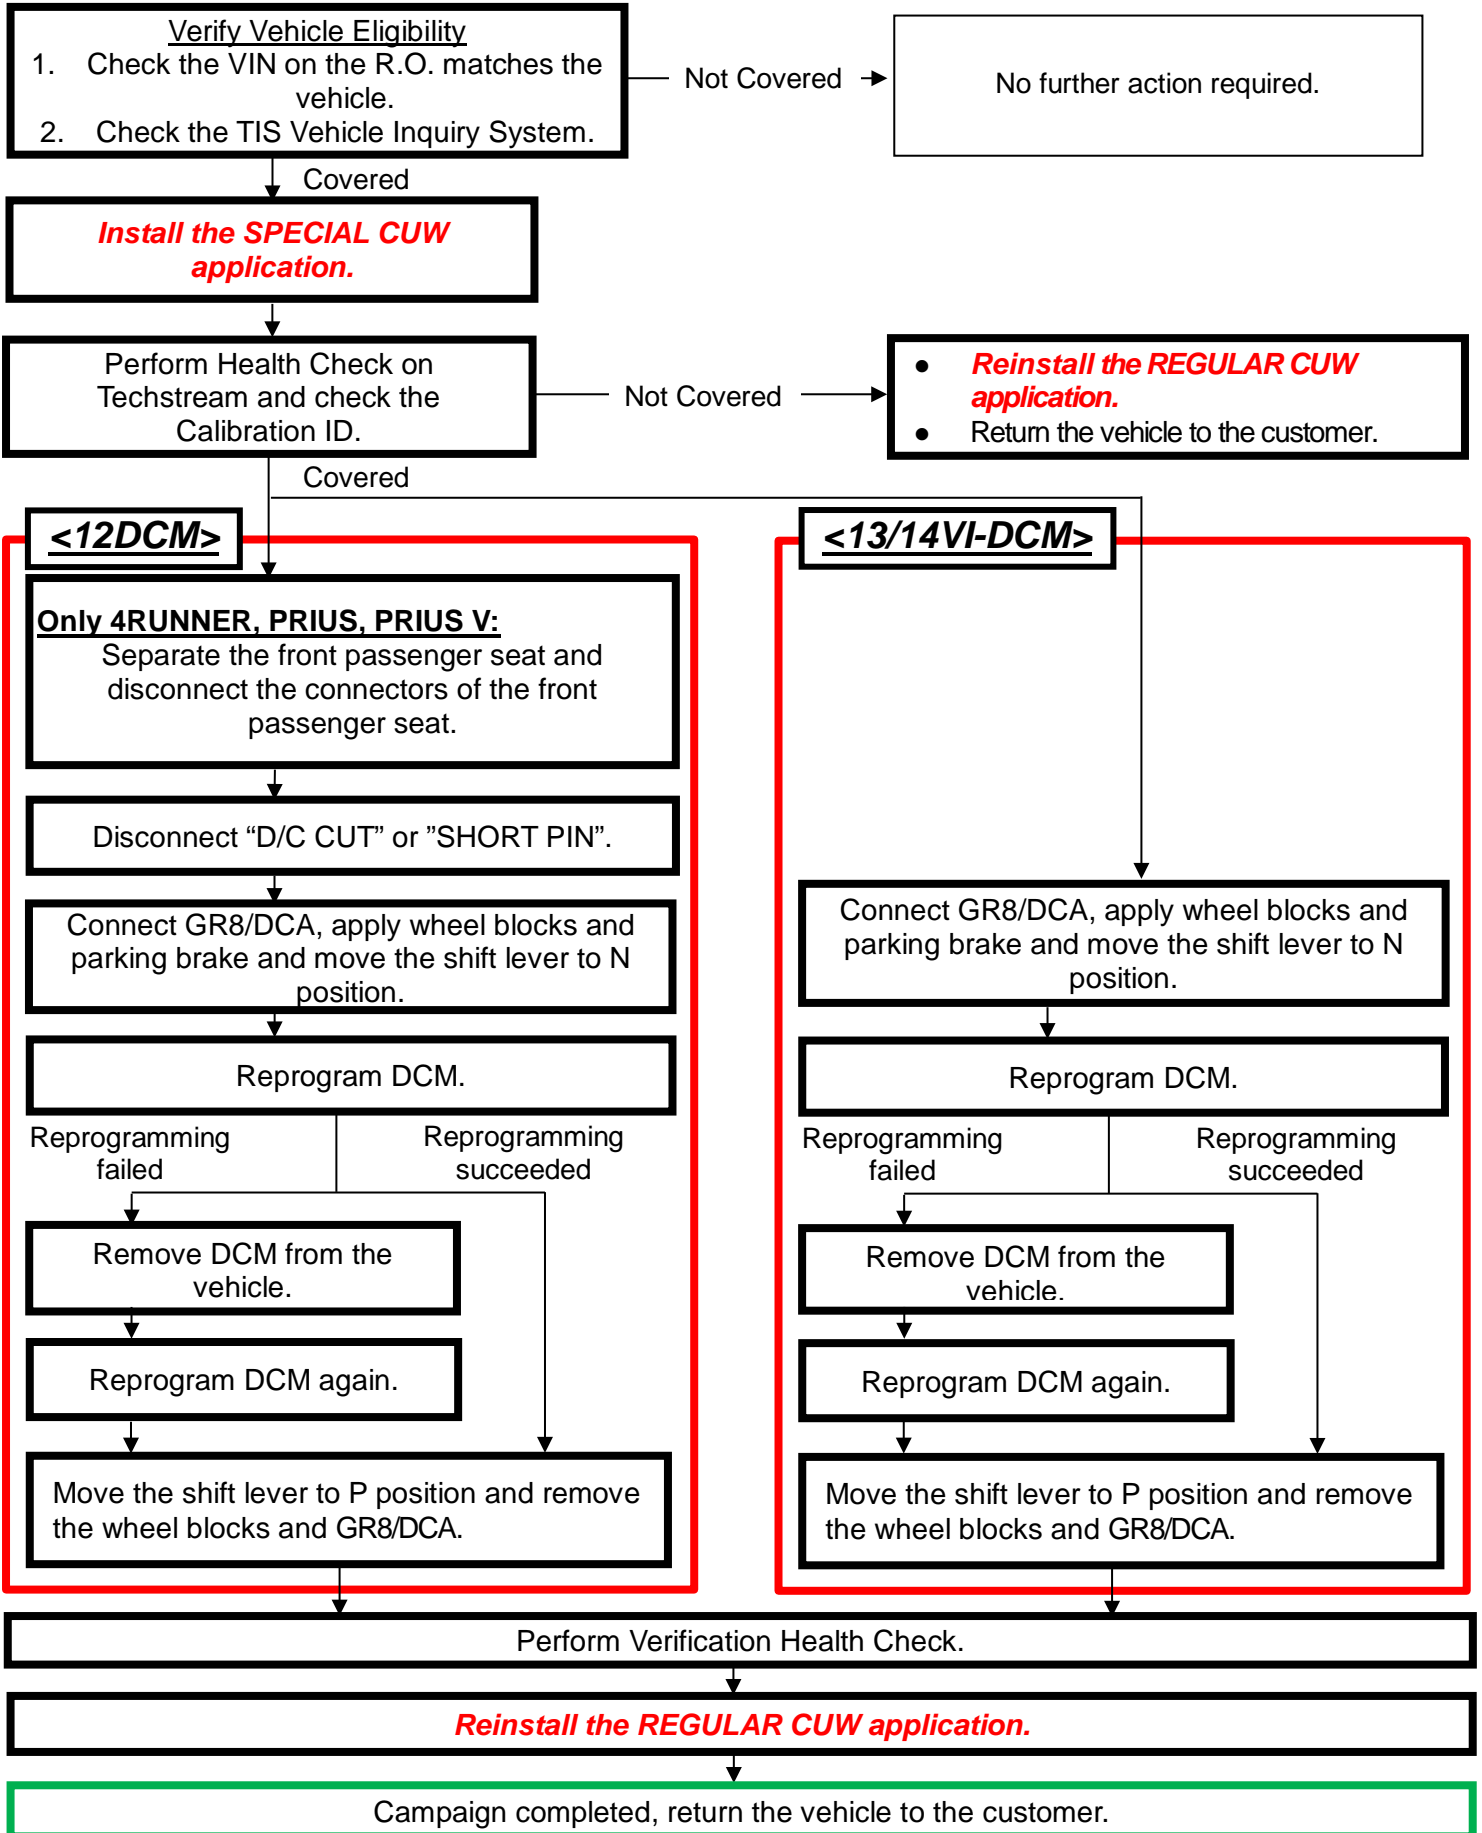 Verify Vehicle Eligibility
1. Check the VIN on the R.O. matches the
vehicle.
2. Check the TIS Vehicle Inquiry System.
Not Covered
No further action required.
Covered
Install the SPECIAL CUW
application.
Perform Health Check on
Techstream and check the
Calibration ID.
Not Covered
● Reinstall the REGULAR CUW
application.
● Return the vehicle to the customer.
Covered
<12DCM>
Only 4RUNNER, PRIUS, PRIUS V:
Separate the front passenger seat and
disconnect the connectors of the front
passenger seat.
Disconnect “D/C CUT” or ”SHORT PIN”.
Connect GR8/DCA, apply wheel blocks and
parking brake and move the shift lever to N
position.
Reprogram DCM.
Reprogramming
failed
Reprogramming
succeeded
Remove DCM from the
vehicle.
Reprogram DCM again.
Move the shift lever to P position and remove
the wheel blocks and GR8/DCA.
<13/14VI-DCM>
Connect GR8/DCA, apply wheel blocks and
parking brake and move the shift lever to N
position.
Reprogram DCM.
Reprogramming
failed
Reprogramming
succeeded
Remove DCM from the
vehicle.
Reprogram DCM again.
Move the shift lever to P position and remove
the wheel blocks and GR8/DCA.
Perform Verification Health Check.
Reinstall the REGULAR CUW application.
Campaign completed, return the vehicle to the customer.